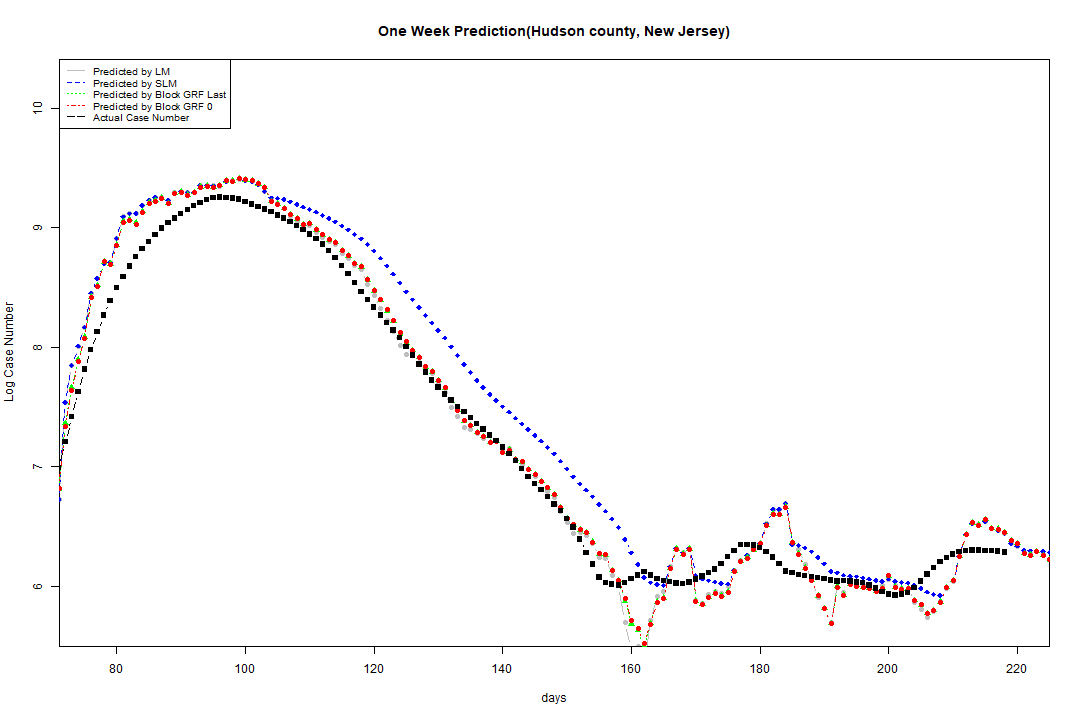 One Week Prediction(Hudson county, New Jersey)
Predicted by LM
Predicted by SLM
Predicted by Block GRF Last
Predicted by Block GRF 0
Actual Case Number
Log Case Number
10
9
8
7
6
80 100 120 140 160 180 200 220
days